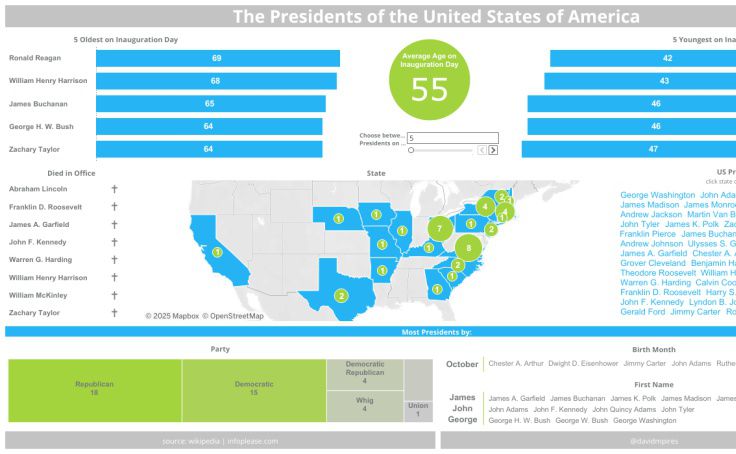 The Presidents of the United States of America
5 Oldest on Inauguration Day
Ronald Reagan 69
William Henry Harrison 68
James Buchanan 65
George H. W. Bush 64
Zachary Taylor 64
Average Age on
Inauguration Day
55
Choose betwe...
Presidents on ...
5
5 Youngest on Ina
42
43
46
46
47
Died in Office
Abraham Lincoln
Franklin D. Roosevelt
James A. Garfield
John F. Kennedy
Warren G. Harding
William Henry Harrison
William McKinley
Zachary Taylor
State
1
1
1
1
1
1
2
7
1
1
4
2
4
1
2
8
2
1
1
© 2025 Mapbox © OpenStreetMap
US Pr
click state o
George Washington John Ada
James Madison James Monro
Andrew Jackson Martin Van B
John Tyler James K. Polk Zac
Franklin Pierce James Buchan
Andrew Johnson Ulysses S. G
James A. Garfield Chester A. 
Grover Cleveland Benjamin Ha
Theodore Roosevelt William H
Warren G. Harding Calvin Coo
Franklin D. Roosevelt Harry S.
John F. Kennedy Lyndon B. Jo
Gerald Ford Jimmy Carter Ro
Most Presidents by:
Party
Republican
18
Democratic
15
Democratic
Republican
4
Whig
4
Union
1
Birth Month
October Chester A. Arthur Dwight D. Eisenhower Jimmy Carter John Adams Ruthe
First Name
James James A. Garfield James Buchanan James K. Polk James Madison James
John John Adams John F. Kennedy John Quincy Adams John Tyler
George George H. W. Bush George W. Bush George Washington
source: wikipedia | infoplease.com
@davidmpires